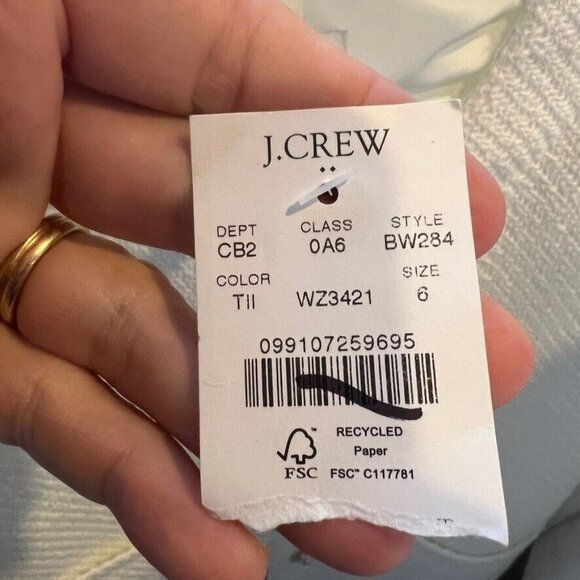 J.CREW
DEPT CLASS STYLE
CB2 0A6 BW284
COLOR SIZE
TII WZ3421 6
099107259695
RECYCLED
Paper
FSC FSC™ C117781